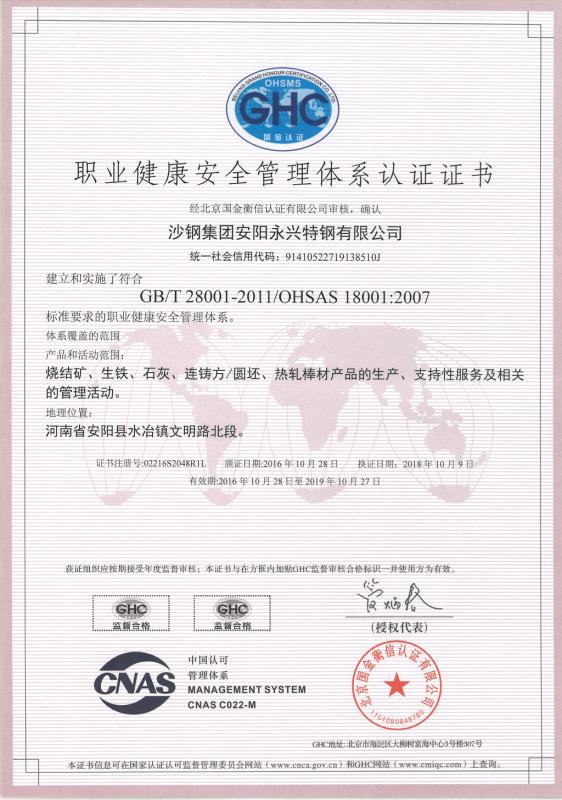 BEIJING GRAND HONOUR CERTIFICATION CO.,LTD.
OHSMS
GHC
国金认证
职业健康安全管理体系认证证书
经北京国金衡信认证有限公司审核，确认
沙钢集团安阳永兴特钢有限公司
统一社会信用代码：91410522719138510J
建立和实施了符合
GB/T 28001-2011/OHSAS 18001:2007
标准要求的职业健康安全管理体系。
体系覆盖的范围
产品和活动范围：
烧结矿、生铁、石灰、连铸方/圆坯、热轧棒材产品的生产、支持性服务及相关
的管理活动。
地理位置：
河南省安阳县水冶镇文明路北段。
证书注册号:02216S2048R1L 颁证日期:2016 年 10 月 28 日 换证日期：2018 年 10 月 9 日
有效期:2016 年 10 月 28 日至 2019 年 10 月 27 日
获证组织应按期接受年度监督审核；本证书与在方框内加贴GHC监督审核合格标识一并使用方为有效。
GHC GHC
监督合格 监督合格
（授权代表）
CNAS
中国认可
管理体系
MANAGEMENT SYSTEM
CNAS C022-M
北京国金衡信认证有限公司
1101080848780
GHC地址：北京市海淀区大柳树富海中心3号楼307号
本证书信息可在国家认证认可监督管理委员会网站（www.cnca.gov.cn）和GHC网站（www.cmiqc.com）上查询。